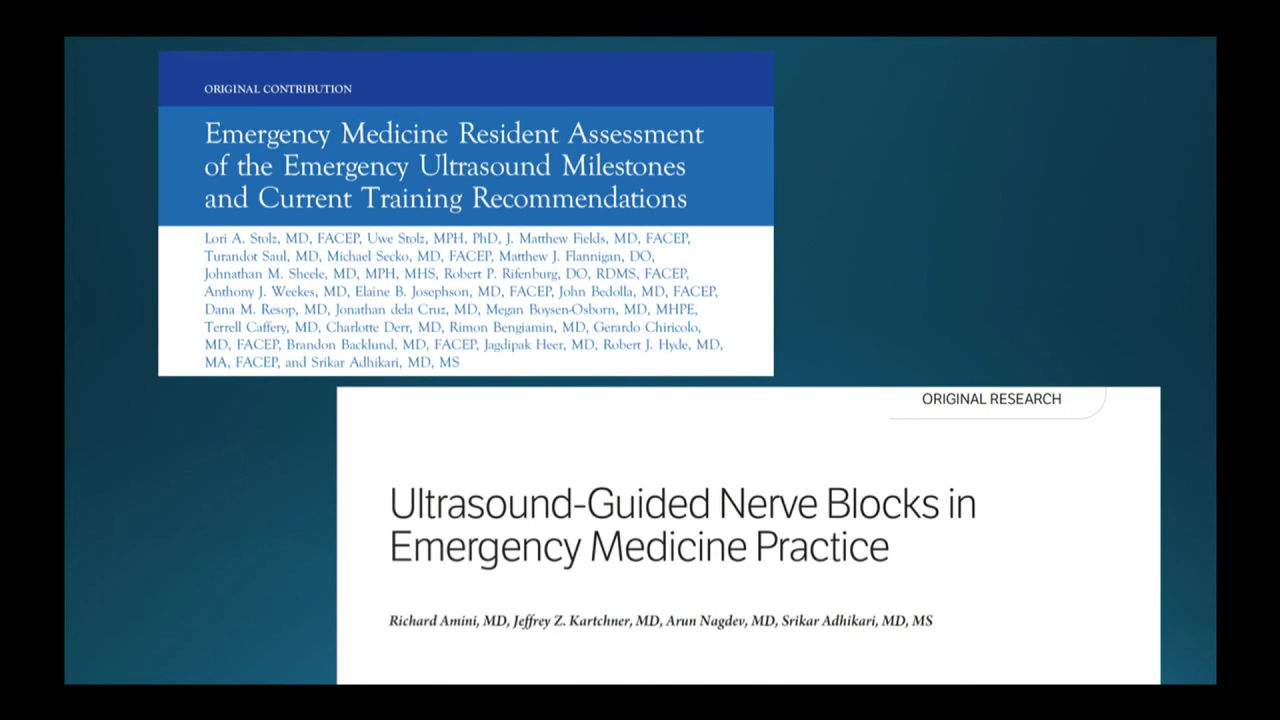 ORIGINAL CONTRIBUTION
Emergency Medicine Resident Assessment
of the Emergency Ultrasound Milestones
and Current Training Recommendations
Lori A. Stolz, MD, FACEP, Uwe Stolz, MPH, PhD, J. Matthew Fields, MD, FACEP,
Turandot Saul, MD, Michael Secko, MD, FACEP, Matthew J. Flannigan, DO,
Johnathan M. Sheele, MD, MPH, MHS, Robert P. Rifenburg, DO, RDMS, FACEP,
Anthony J. Weekes, MD, Elaine B. Josephson, MD, FACEP, John Bedolla, MD, FACEP,
Dana M. Resop, MD, Jonathan dela Cruz, MD, Megan Boysen-Osborn, MD, MHPE,
Terrell Caffery, MD, Charlotte Derr, MD, Rimon Bengiamin, MD, Gerardo Chiricolo,
MD, FACEP, Brandon Backlund, MD, FACEP, Jagdipak Heer, MD, Robert J. Hyde, MD,
MA, FACEP, and Srikar Adhikari, MD, MS
ORIGINAL RESEARCH
Ultrasound-Guided Nerve Blocks in
Emergency Medicine Practice
Richard Amini, MD, Jeffrey Z. Kartchner, MD, Arun Nagdev, MD, Srikar Adhikari, MD, MS